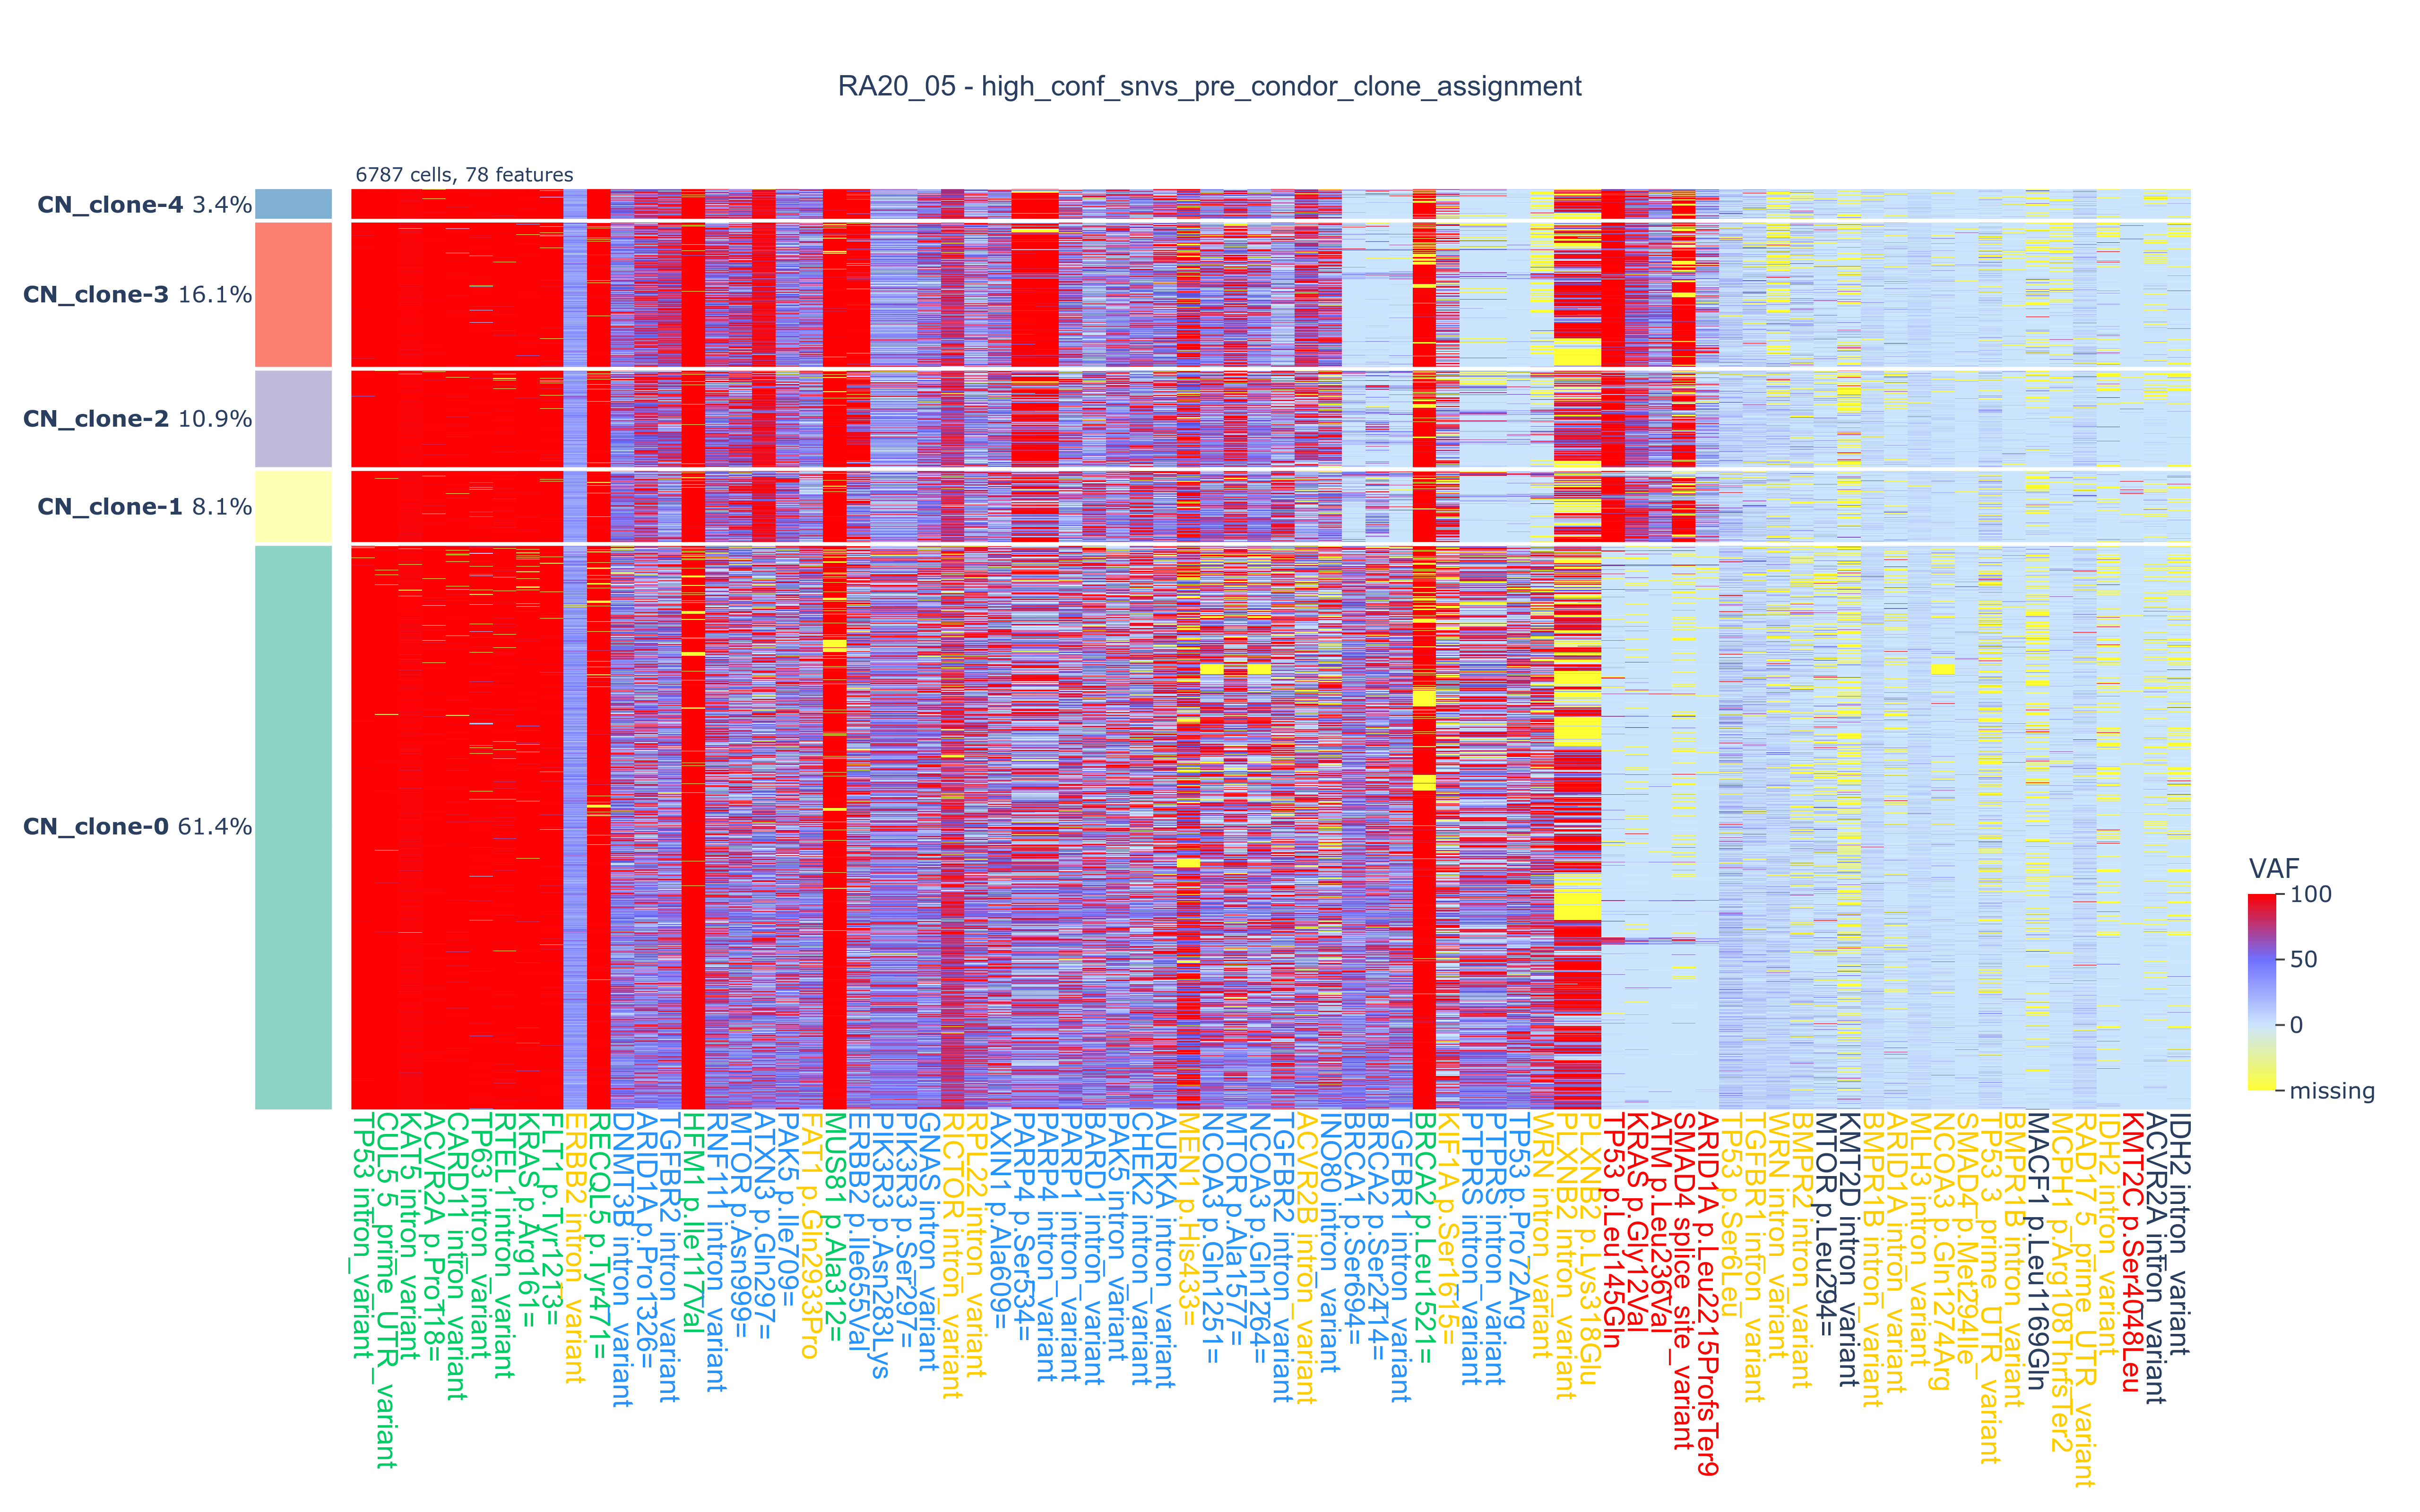 RA20_05 - high_conf_snvs_pre_condor_clone_assignment
6787 cells, 78 features
CN_clone-4 3.4%
CN_clone-3 16.1%
CN_clone-2 10.9%
CN_clone-1 8.1%
CN_clone-0 61.4%
VAF
100
50
0
missing
TP53 intron_variant
CUL5 5_prime_UTR_variant
KAT5 intron_variant
ACVR2A p.Pro118=
CARD11 intron_variant
TP63 intron_variant
RTEL1 intron_variant
KRAS p.Arg161=
FLT1 p.Tyr1213=
ERBB2 intron_variant
RECQL5 p.Tyr471=
DNMT3B intron_variant
ARID1A p.Pro1326=
TGFBR2 intron_variant
HFM1 p.Ile117Val
RNF111 intron_variant
MTOR p.Asn999=
ATXN3 p.Gln297=
PAK5 p.Ile709=
FAT1 p.Gln2933Pro
MUS81 p.Ala312=
ERBB2 p.Ile655Val
PIK3R3 p.Asn283Lys
PIK3R3 p.Ser297=
GNAS intron_variant
RICTOR intron_variant
RPL22 intron_variant
AXIN1 p.Ala609=
PARP4 p.Ser534=
PARP4 intron_variant
PARP1 intron_variant
BARD1 intron_variant
PAK5 intron_variant
CHEK2 intron_variant
AURKA intron_variant
MEN1 p.His433=
NCOA3 p.Gln1251=
MTOR p.Ala1577=
NCOA3 p.Gln1264=
TGFBR2 intron_variant
ACVR2B intron_variant
INO80 intron_variant
BRCA1 p.Ser694=
BRCA2 p.Ser2414=
TGFBR1 intron_variant
BRCA2 p.Leu1521=
KIF1A p.Ser1615=
PTPRS intron_variant
PTPRS intron_variant
TP53 p.Pro72Arg
WRN intron_variant
PLXNB2 intron_variant
PLXNB2 p.Lys318Glu
TP53 p.Leu145Gln
KRAS p.Gly12Val
ATM p.Leu236Val
SMAD4 splice_site_variant
ARID1A p.Leu2215ProfsTer9
TP53 p.Ser6Leu
TGFBR1 intron_variant
WRN intron_variant
BMPR2 intron_variant
MTOR p.Leu294=
KMT2D intron_variant
BMPR1B intron_variant
ARID1A intron_variant
MLH3 intron_variant
NCOA3 p.Gln1274Arg
SMAD4 p.Met294Ile
TP53 3_prime_UTR_variant
BMPR1B intron_variant
MACF1 p.Leu1169Gln
MCPH1 p.Arg108ThrfsTer2
RAD17 5_prime_UTR_variant
IDH2 intron_variant
KMT2C p.Ser4048Leu
ACVR2A intron_variant
IDH2 intron_variant